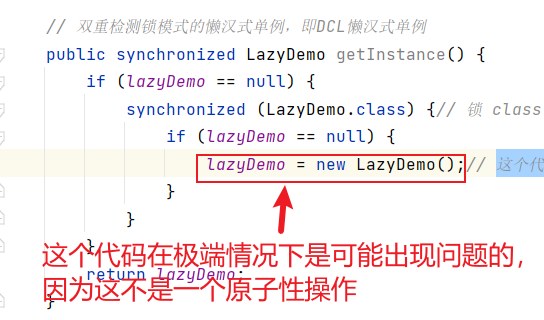 // 双重检测锁模式的懒汉式单例，即DCL懒汉式单例
public synchronized LazyDemo getInstance() {
if (lazyDemo == null) {
synchronized (LazyDemo.class) {// 锁 class
if (lazyDemo == null) {
lazyDemo = new LazyDemo();// 这个代
}
}
}
return lazyDemo;
}
这个代码在极端情况下是可能出现问题的，
因为这不是一个原子性操作